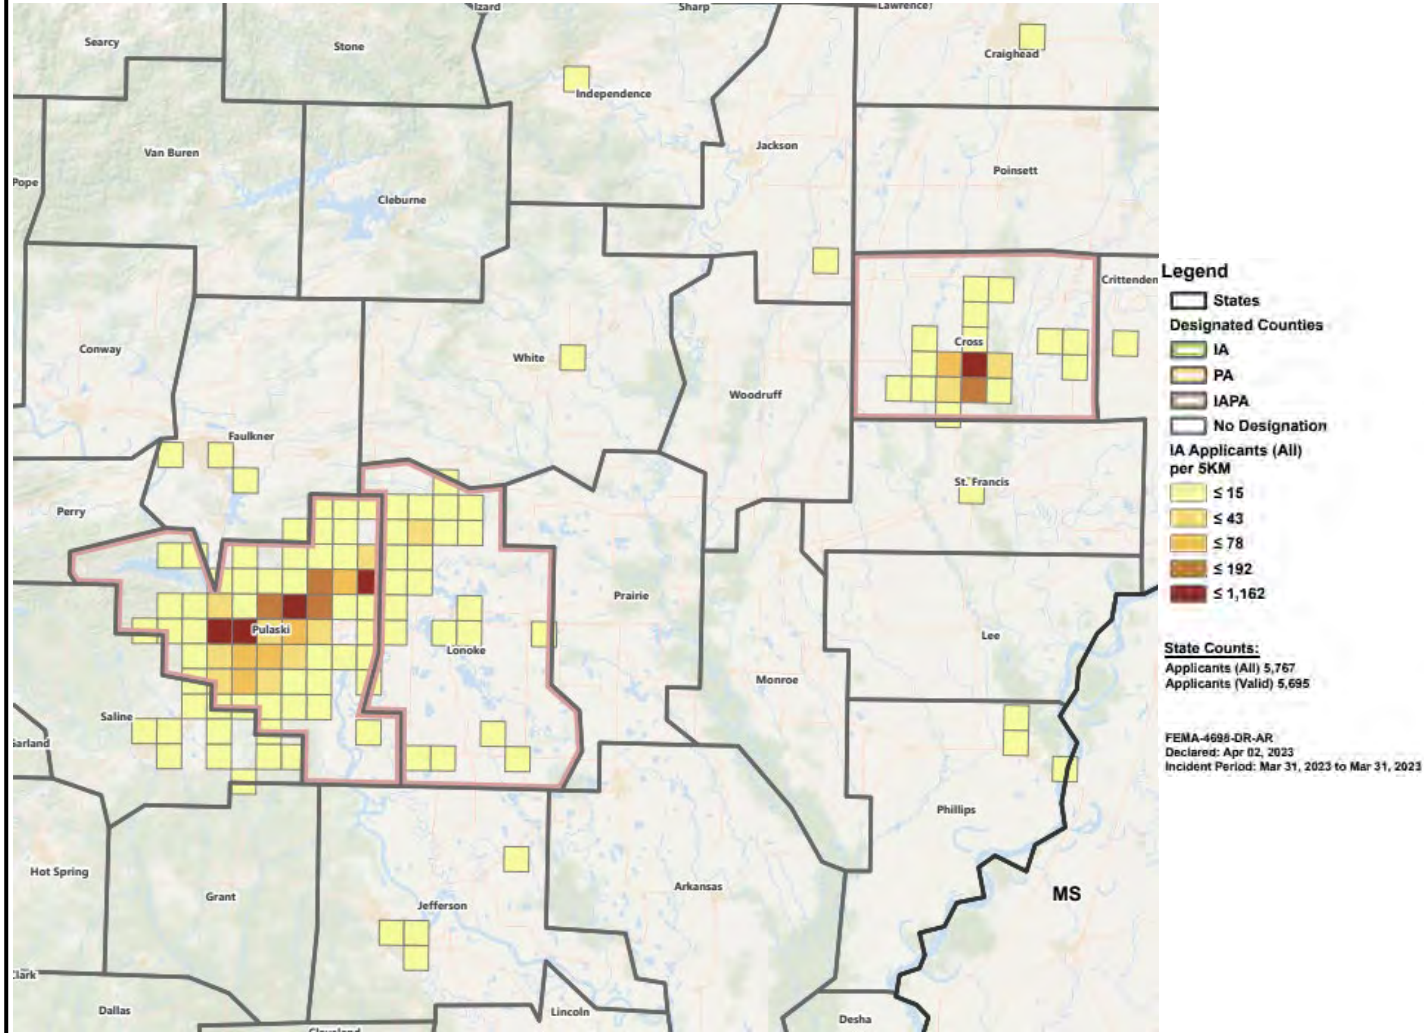 Izard
Sharp
Lawrence
Searcy
Stone
Craighead
Independence
Van Buren
Jackson
Poinsett
Pope
Cleburne
Crittenden
Conway
White
Cross
Woodruff
Faulkner
St. Francis
Perry
Prairie
Pulaski
Lonoke
Lee
Monroe
Saline
Garland
Phillips
Hot Spring
Grant
Jefferson
Arkansas
MS
Clark
Dallas
Lincoln
Desha
Cleveland
Legend
States
Designated Counties
IA
PA
IAPA
No Designation
IA Applicants (All)
per 5KM
≤ 15
≤ 43
≤ 78
≤ 192
≤ 1,162
State Counts:
Applicants (All) 5,767
Applicants (Valid) 5,695
FEMA-4698-DR-AR
Declared: Apr 02, 2023
Incident Period: Mar 31, 2023 to Mar 31, 2023